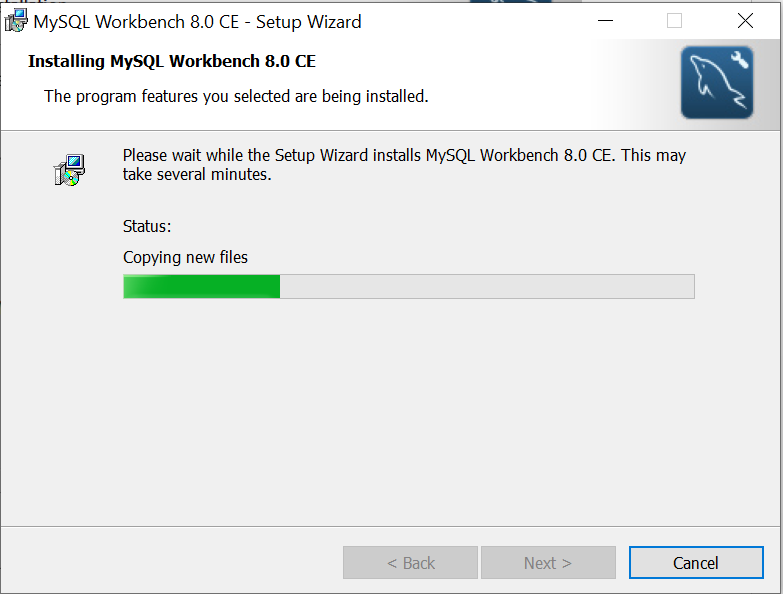 MySQL Workbench 8.0 CE - Setup Wizard
Installing MySQL Workbench 8.0 CE
The program features you selected are being installed.
Please wait while the Setup Wizard installs MySQL Workbench 8.0 CE. This may
take several minutes.
Status:
Copying new files
< Back
Next >
Cancel